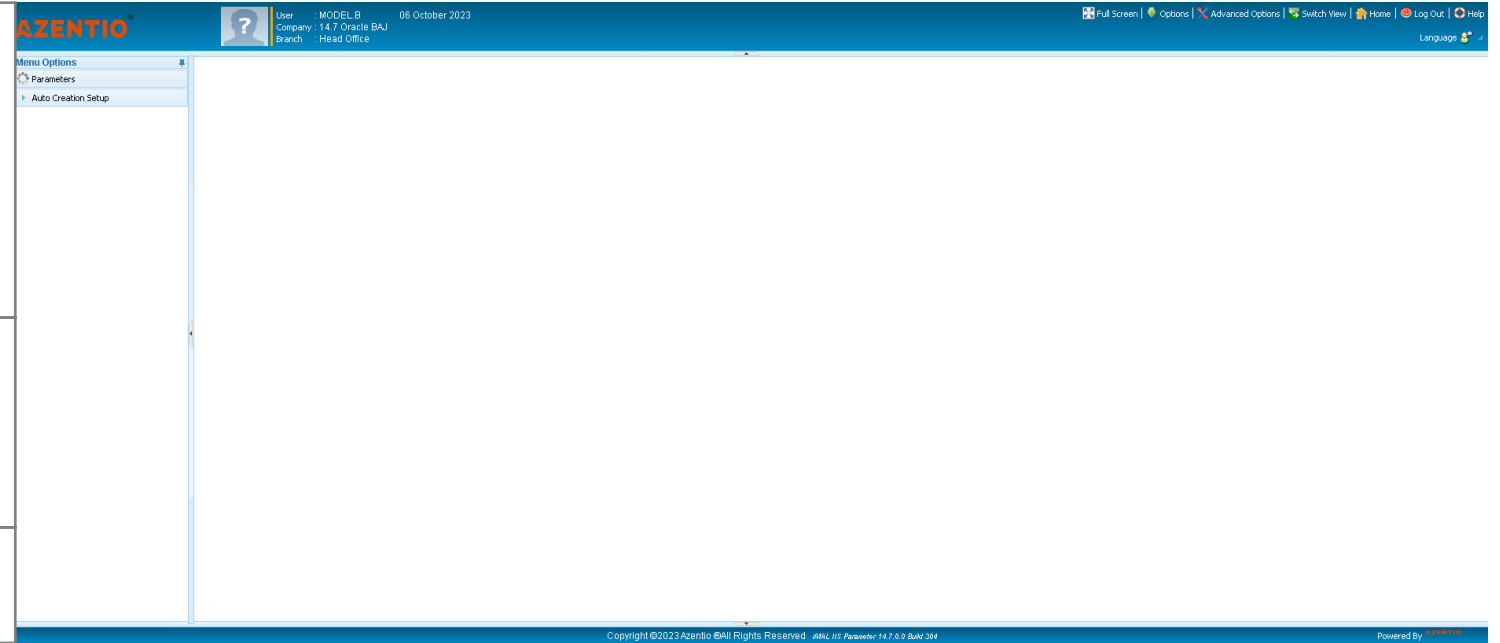 AZENTIO™
User : MODEL.B 06 October 2023
Company : 14.7 Oracle BAJ
Branch : Head Office
Full Screen | Options | Advanced Options | Switch View | Home | Log Out | Help
Language
Menu Options
Parameters
Auto Creation Setup
Copyright ©2023 Azentio ®All Rights Reserved iMAL IIS Parameter 14.7.0.0 Build 304
Powered By AZENTIO